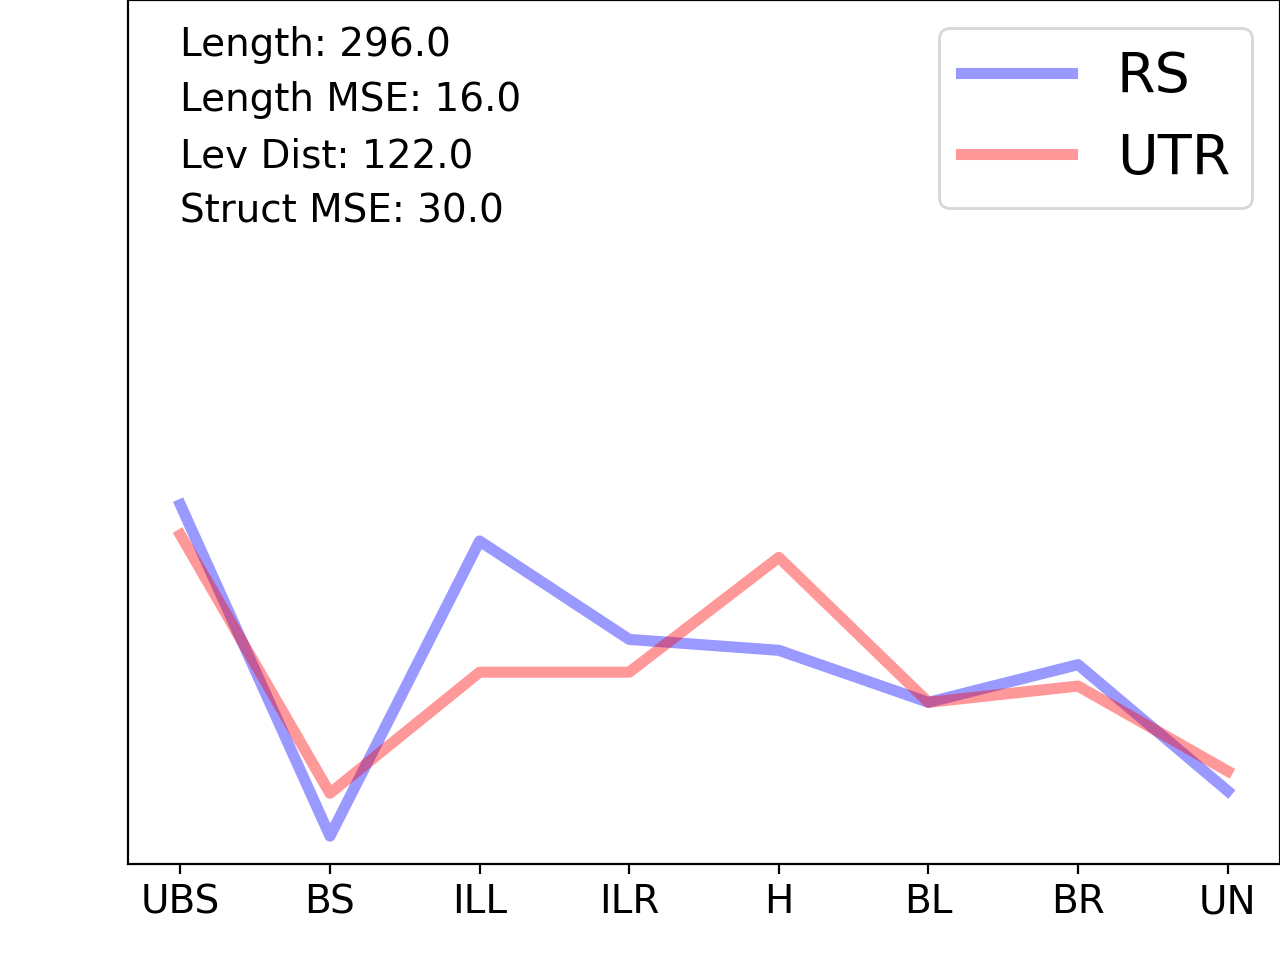 Length: 296.0
Length MSE: 16.0
Lev Dist: 122.0
Struct MSE: 30.0
RS
UTR
UBS BS ILL ILR H BL BR UN